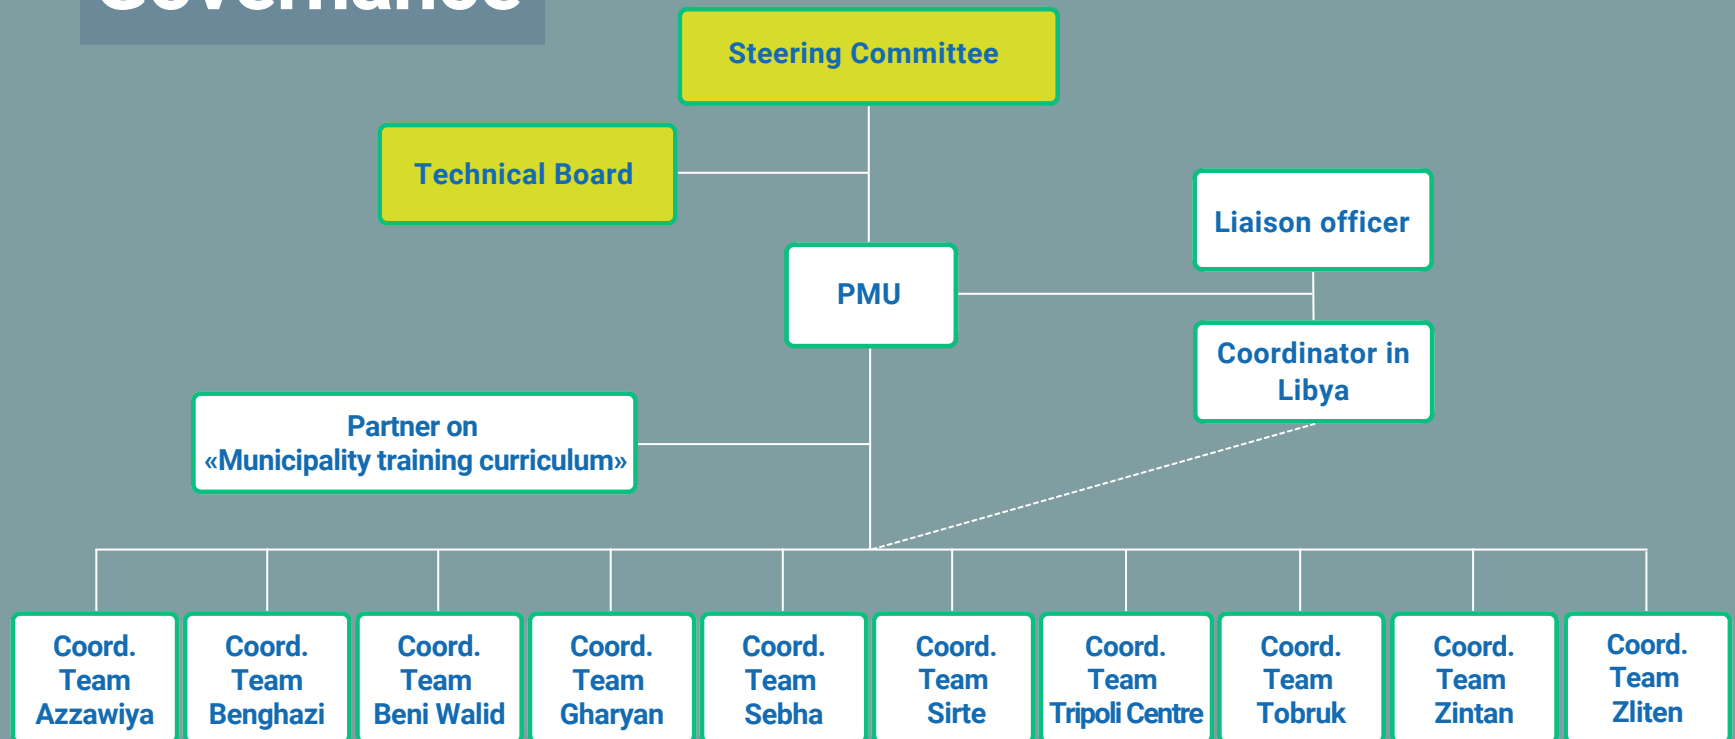 Governance
Steering Committee
Technical Board
Liaison officer
PMU
Coordinator in
Libya
Partner on
«Municipality training curriculum»
Coord.
Team
Azzawiya
Coord.
Team
Benghazi
Coord.
Team
Beni Walid
Coord.
Team
Gharyan
Coord.
Team
Sebha
Coord.
Team
Sirte
Coord.
Team
Tripoli Centre
Coord.
Team
Tobruk
Coord.
Team
Zintan
Coord.
Team
Zliten